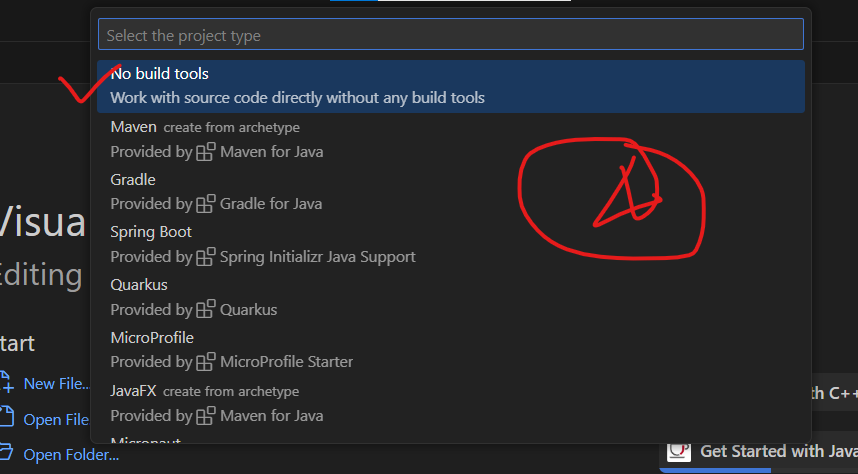 Select the project type
No build tools
Work with source code directly without any build tools
Maven create from archetype
Provided by Maven for Java
Gradle
Provided by Gradle for Java
Spring Boot
Provided by Spring Initializr Java Support
Quarkus
Provided by Quarkus
MicroProfile
Provided by MicroProfile Starter
JavaFX create from archetype
Provided by Maven for Java
Micronaut
Visua
Editing
tart
New File...
Open File
Open Folder...
th C++
Get Started with Java